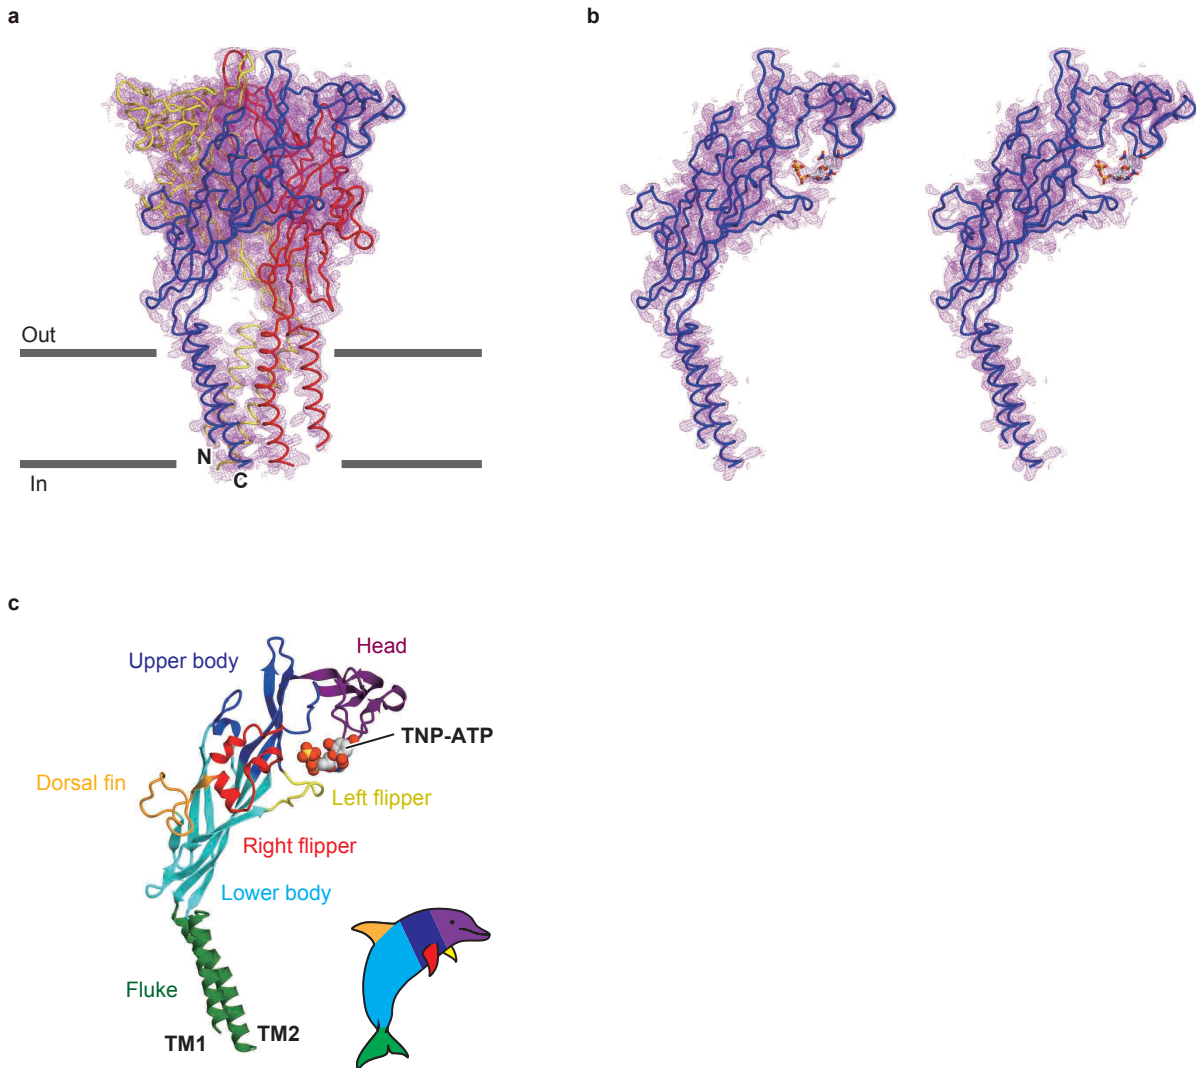 a
b
Out
N
C
In
c
Upper body
Head
TNP-ATP
Dorsal fin
Left flipper
Right flipper
Lower body
Fluke
TM1
TM2